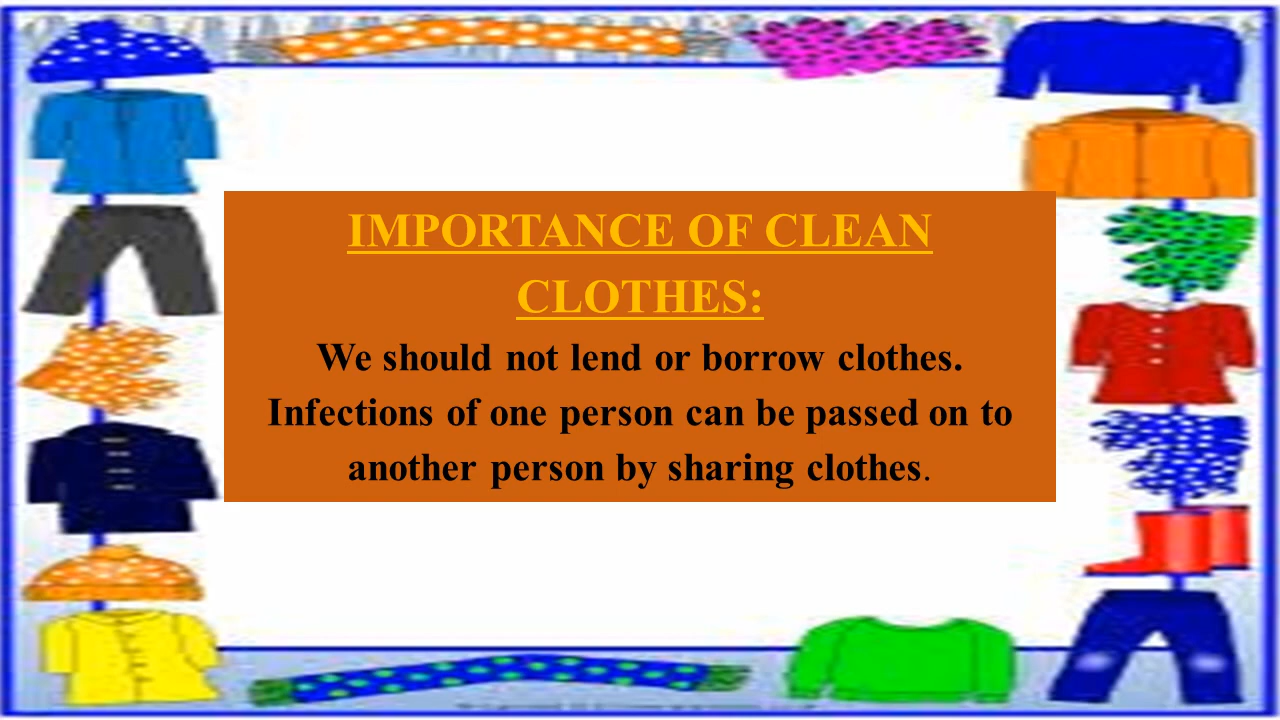 IMPORTANCE OF CLEAN
CLOTHES:
We should not lend or borrow clothes.
Infections of one person can be passed on to
another person by sharing clothes.